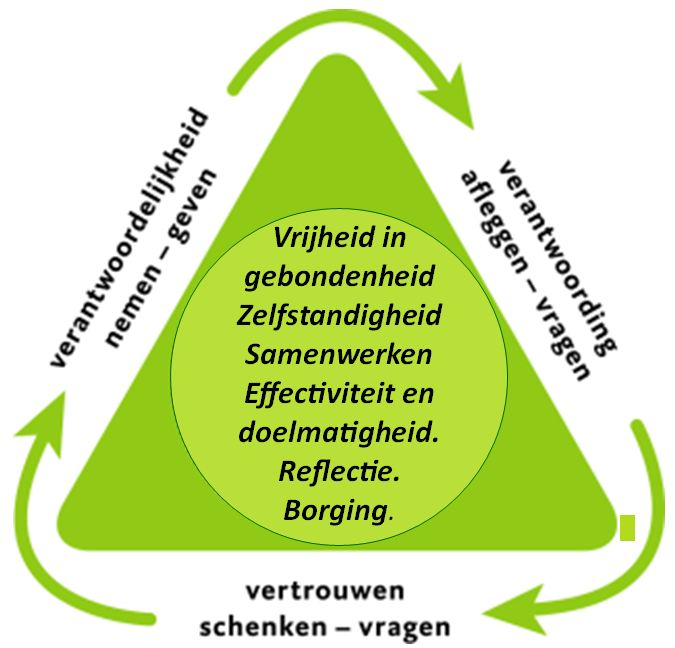 verantwoordelijkheid
nemen – geven
verantwoording
afleggen – vragen
Vrijheid in
gebondenheid
Zelfstandigheid
Samenwerken
Effectiviteit en
doelmatigheid.
Reflectie.
Borging.
vertrouwen
schenken – vragen